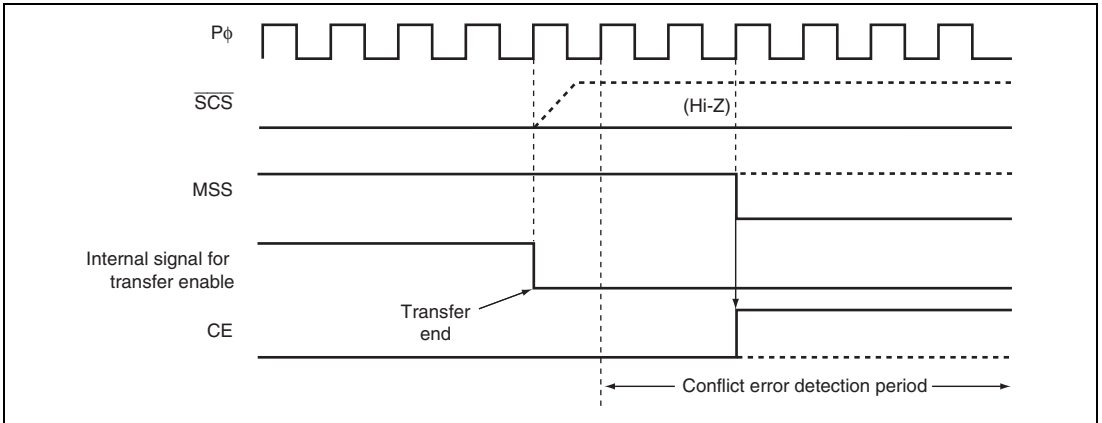 Pϕ
SCS
(Hi-Z)
MSS
Internal signal for
transfer enable
Transfer
end
CE
Conflict error detection period